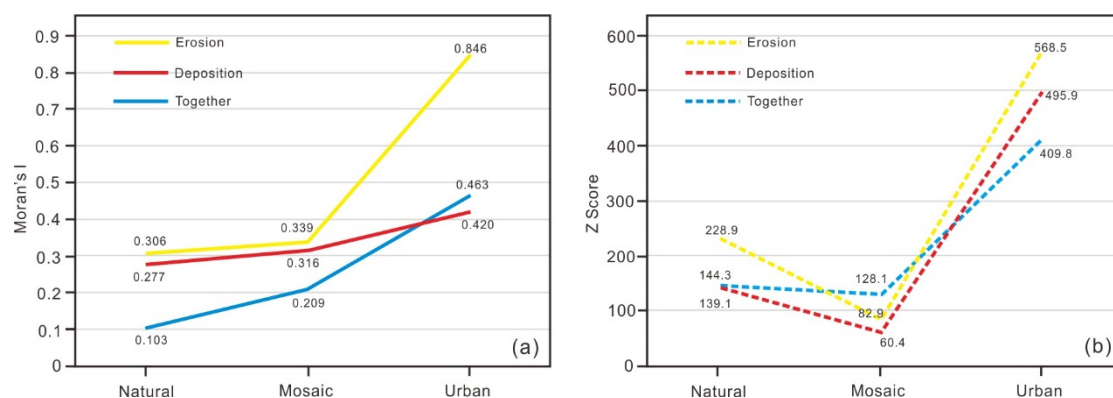 0.9
0.8
0.7
0.6
0.5
0.4
0.3
0.2
0.1
0
Moran's I
Erosion
Deposition
Together
0.306
0.277
0.103
0.339
0.316
0.209
0.846
0.463
0.420
(a)
Natural
Mosaic
Urban
600
500
400
300
200
100
0
Z Score
Erosion
Deposition
Together
228.9
144.3
139.1
128.1
82.9
60.4
568.5
495.9
409.8
(b)
Natural
Mosaic
Urban